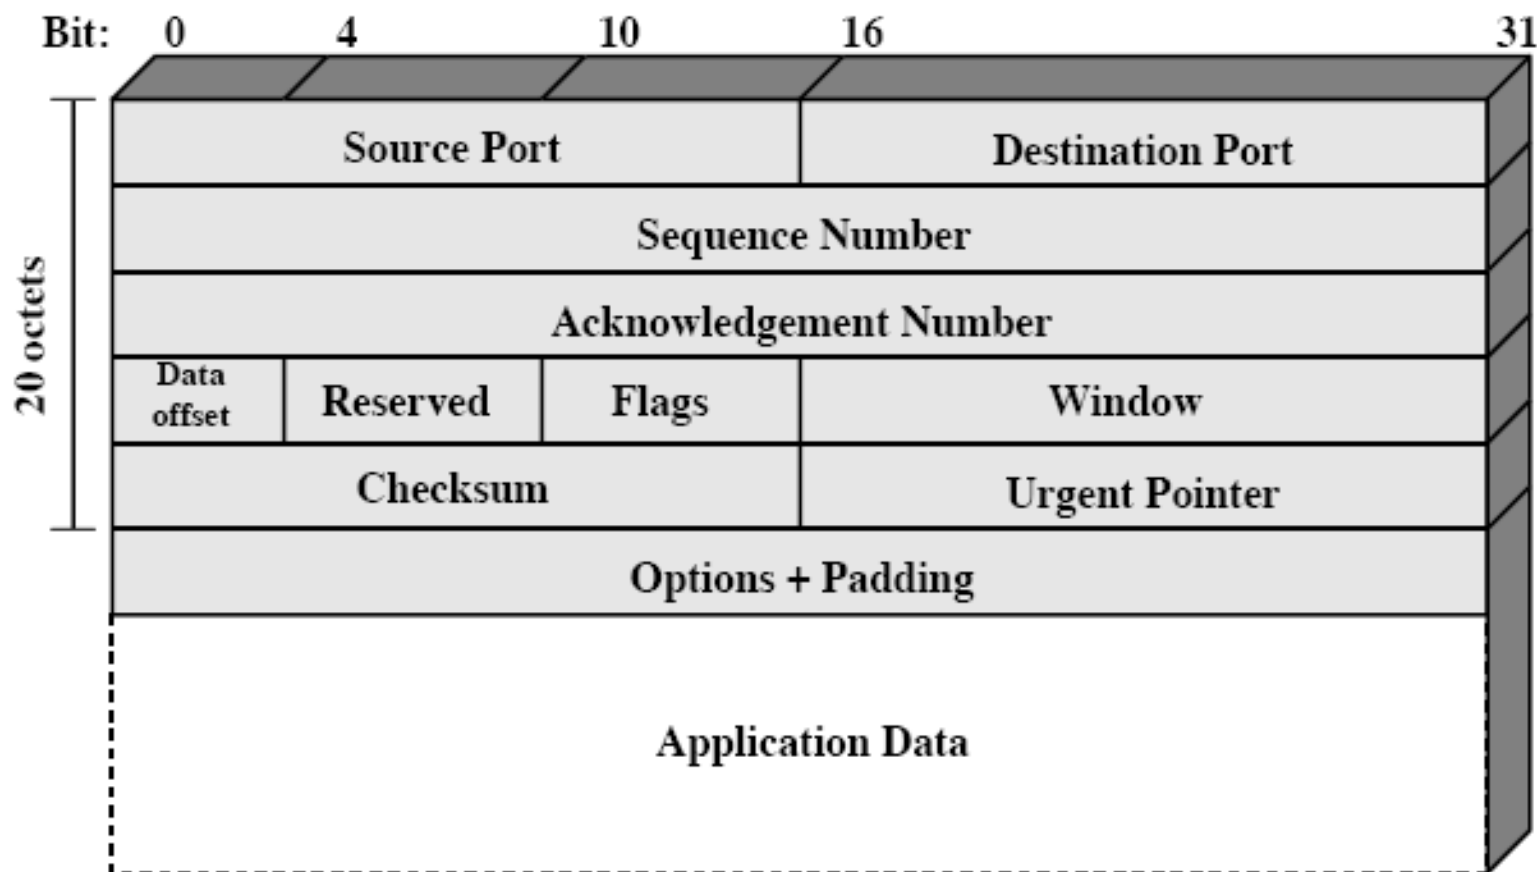 Bit: 0 4 10 16 31
Source Port Destination Port
Sequence Number
Acknowledgement Number
Data offset Reserved Flags Window
Checksum Urgent Pointer
Options + Padding
Application Data
20 octets